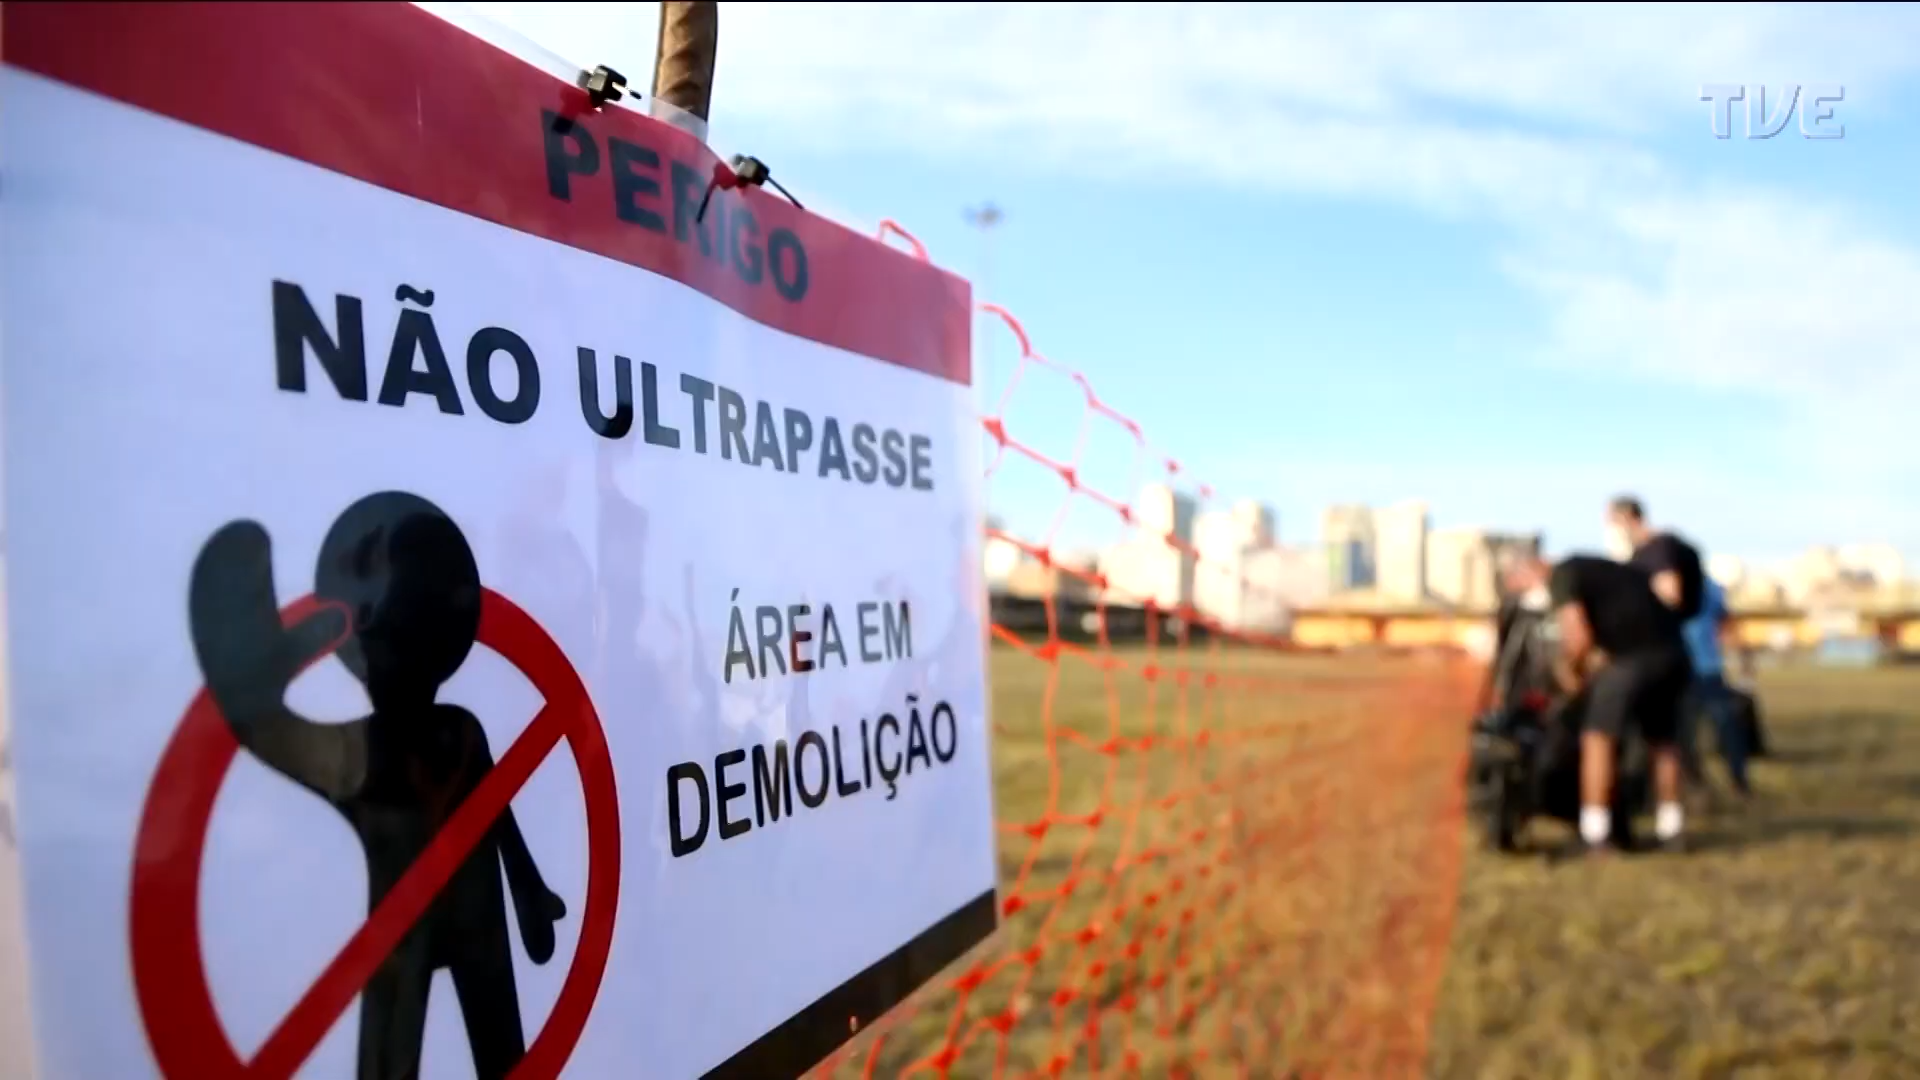 TVE
PERIGO
NÃO ULTRAPASSE
ÁREA EM
DEMOLIÇÃO